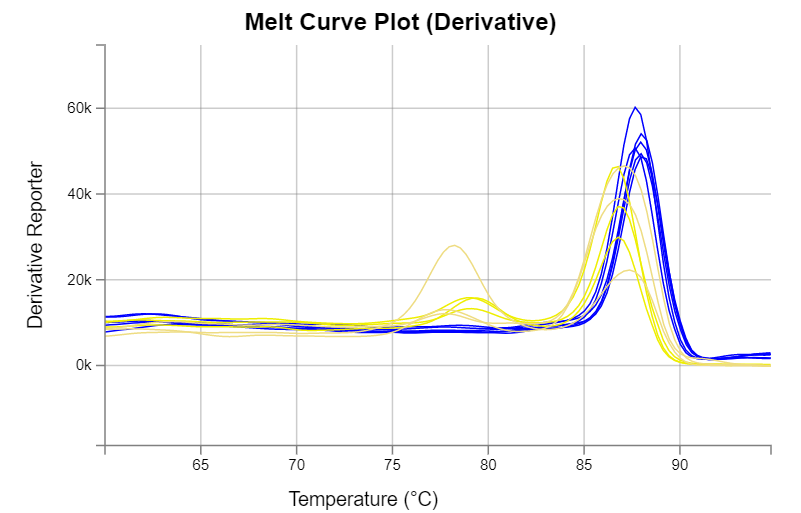 Melt Curve Plot (Derivative)
Derivative Reporter
60k
40k
20k
0k
65
70
75
80
85
90
Temperature (°C)